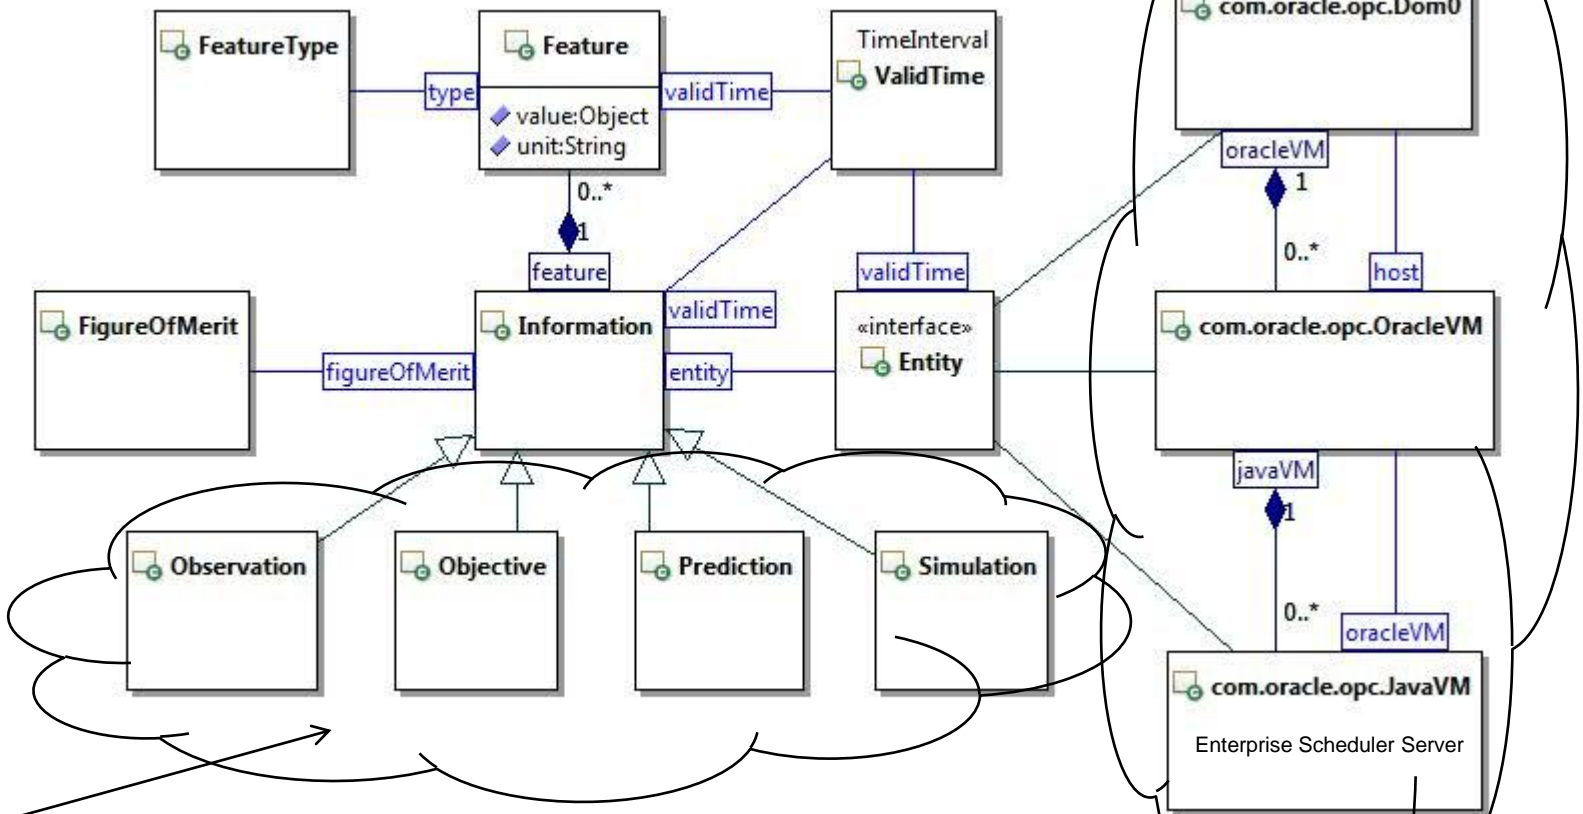 com.oracle.opc.Dom0
FeatureType
type
Feature
value:Object
unit:String
validTime
TimeInterval
ValidTime
oracleVM
1
0..*
0..*
1
feature
validTime
host
FigureOfMerit
figureOfMerit
Information
validTime
entity
«interface»
Entity
com.oracle.opc.OracleVM
javaVM
1
0..*
oracleVM
Observation
Objective
Prediction
Simulation
com.oracle.opc.JavaVM
Enterprise Scheduler Server